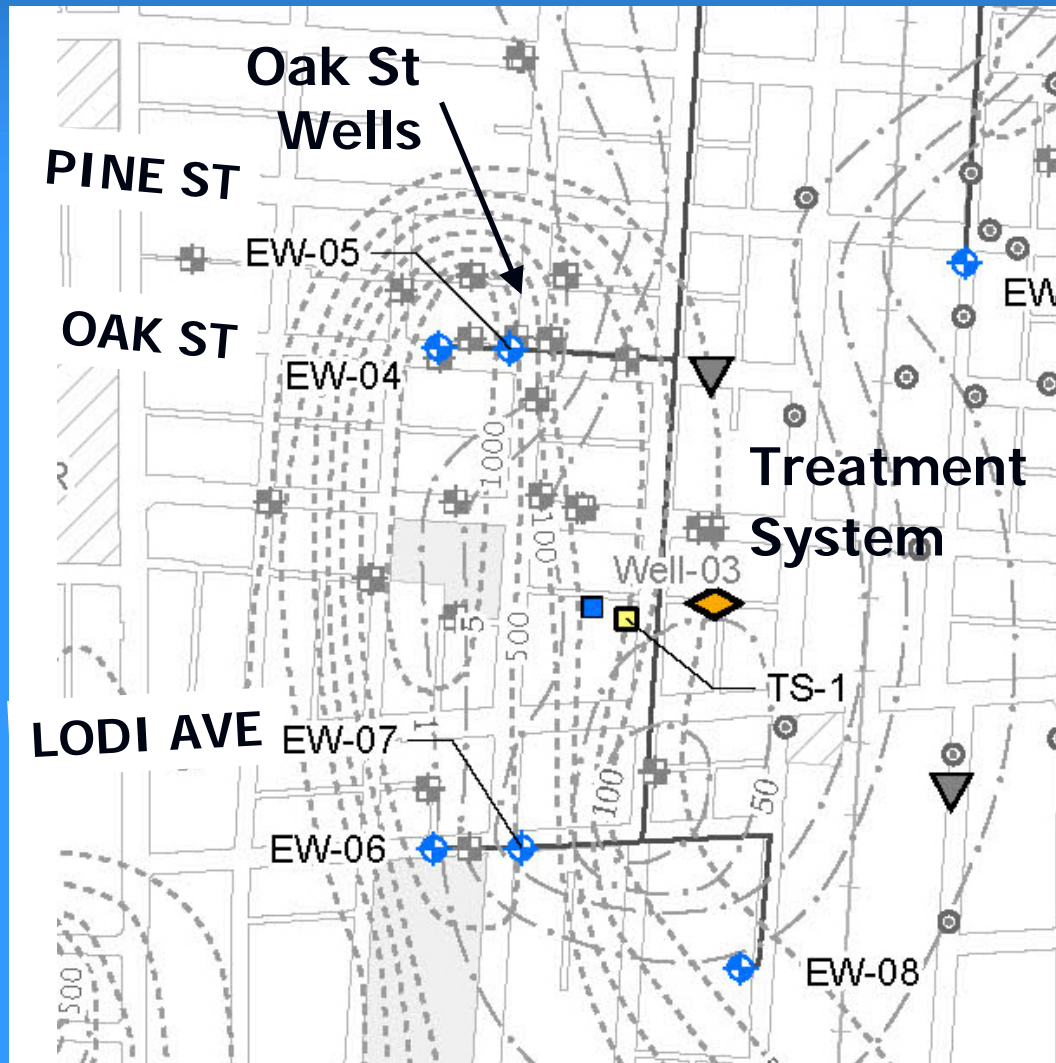 Oak St
Wells
PINE ST
EW-05
EW
OAK ST
EW-04
1000
Treatment
System
R
100
Well-03
5
500
TS-1
LODI AVE
EW-07
1
100
50
EW-06
EW-08
500